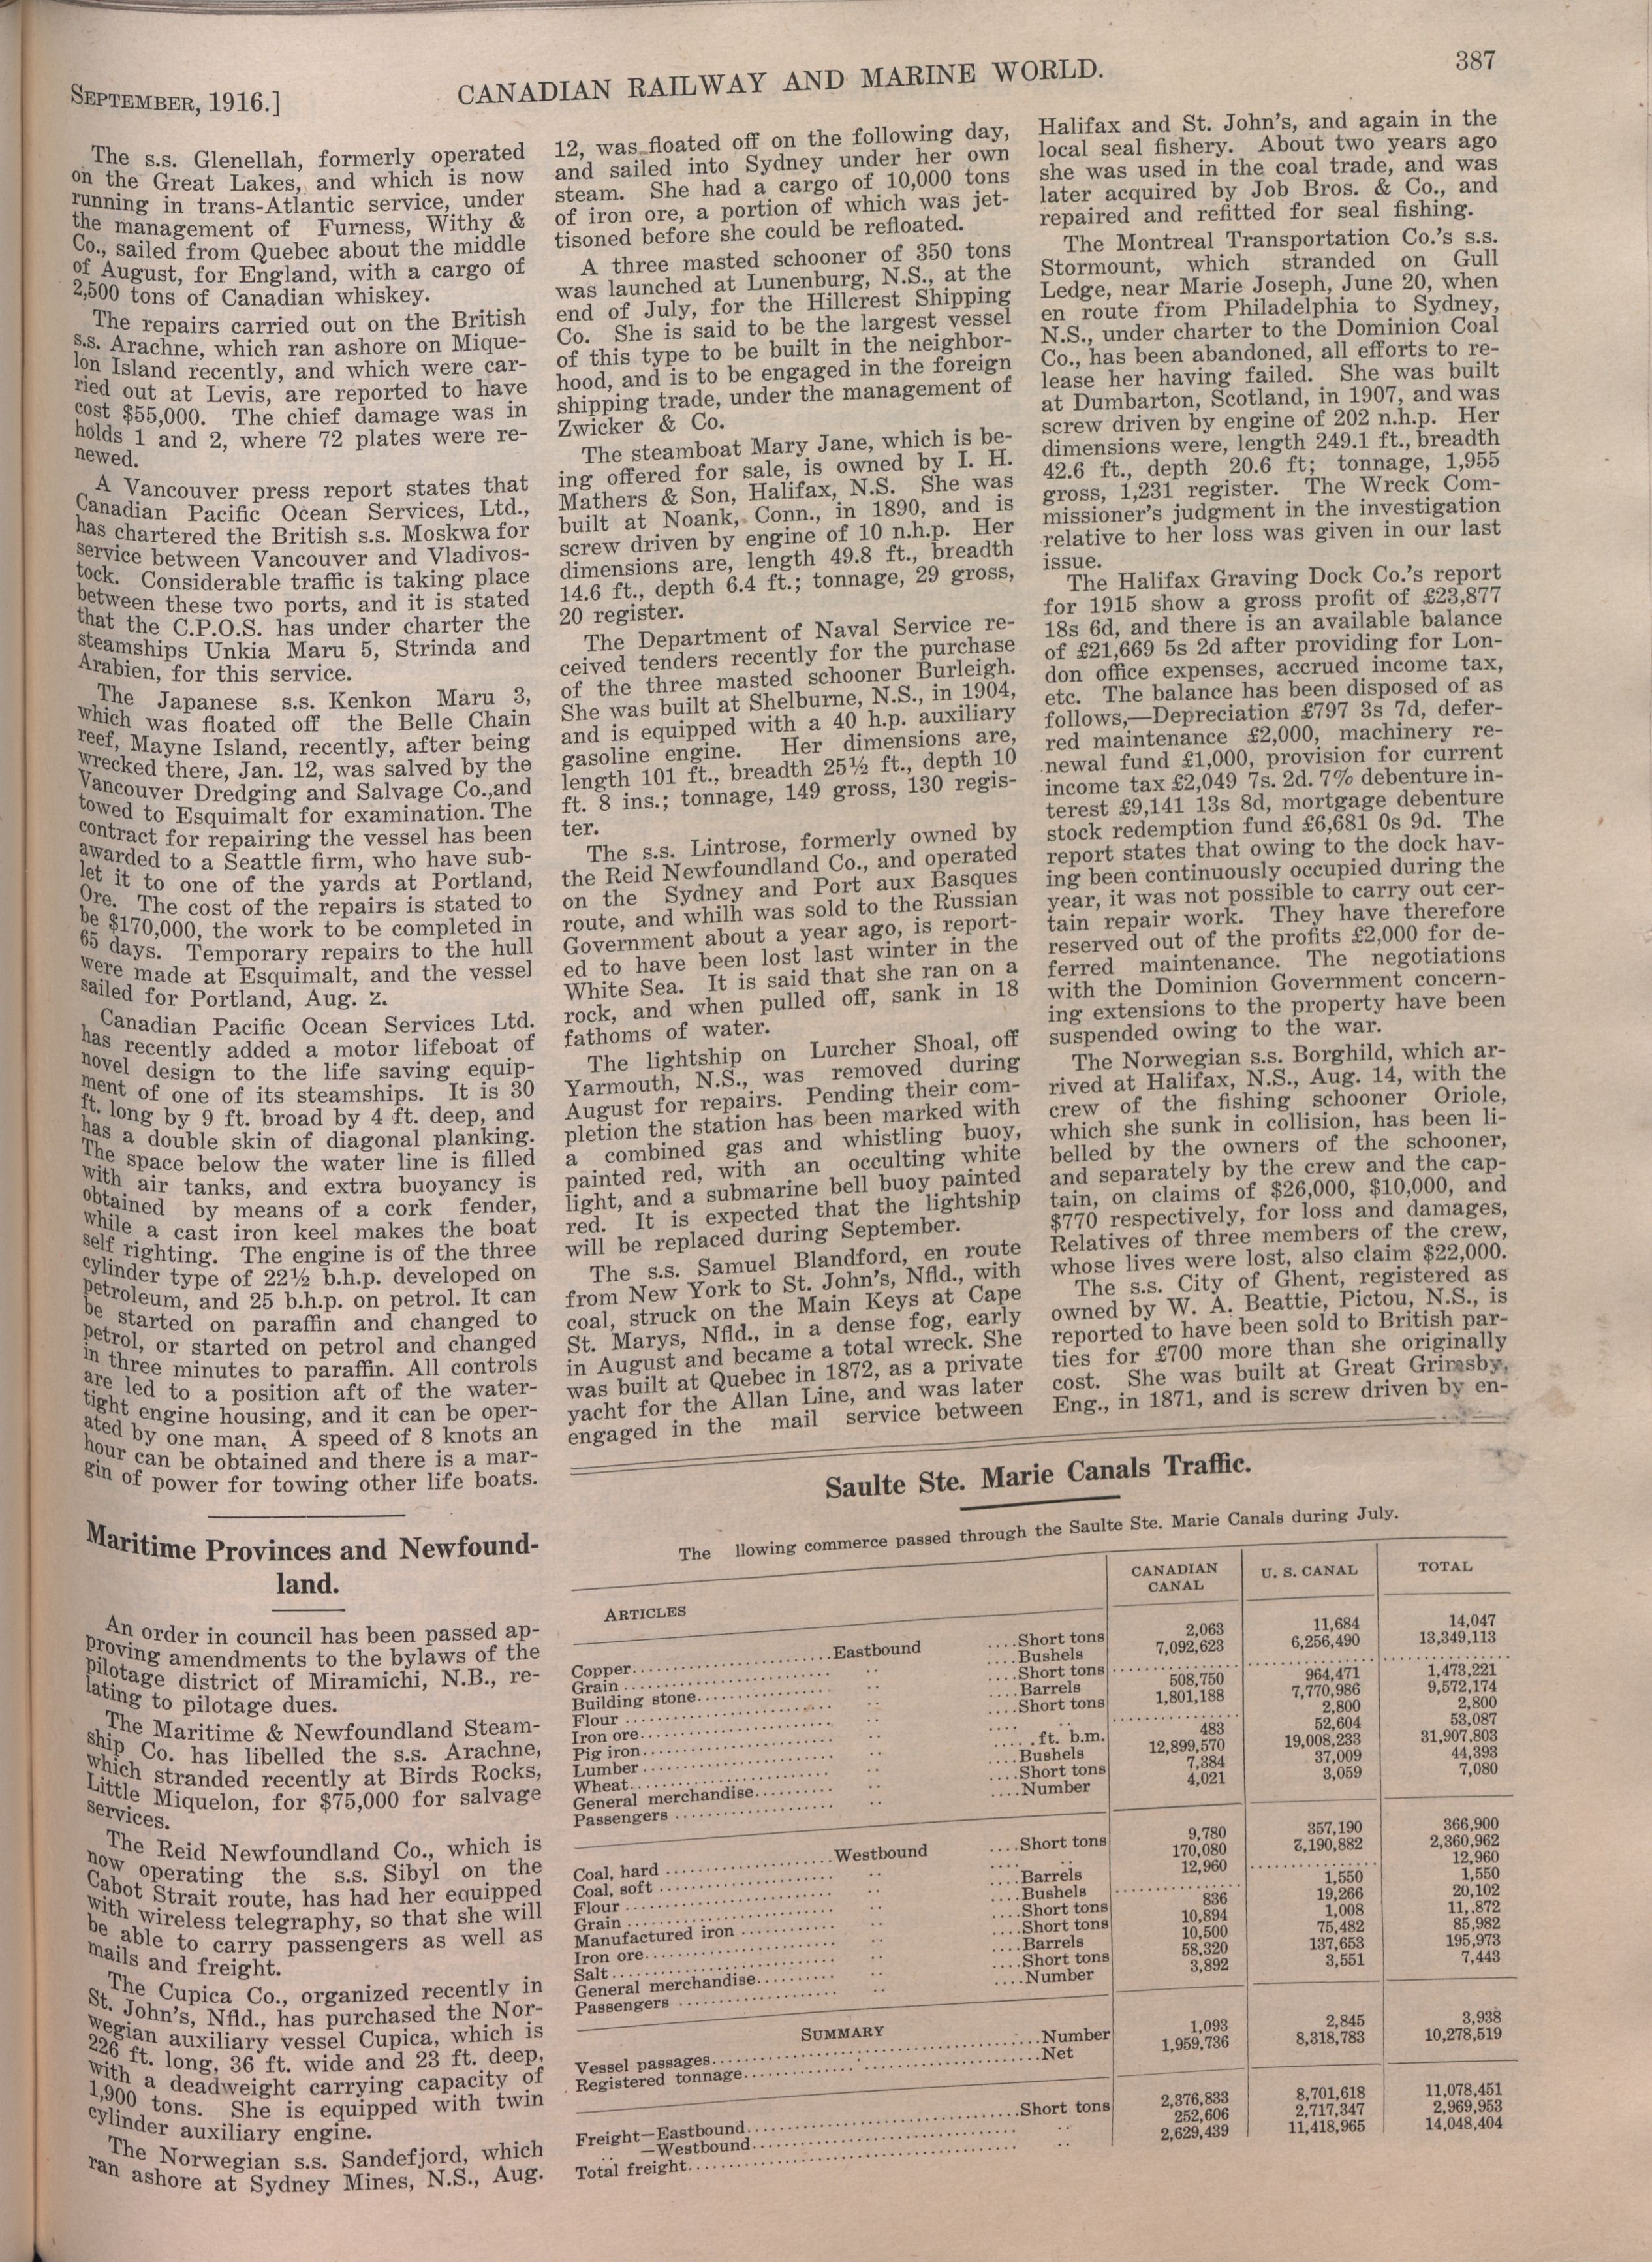 SEPTEMBER, 1916.]
CANADIAN RAILWAY AND MARINE WORLD.
387
The s.s. Glenellah, formerly operated
on the Great Lakes, and which is now
running in trans-Atlantic service, under
the management of Furness, Withy &
Co., sailed from Quebec about the middle
of August, for England, with a cargo of
2,500 tons of Canadian whiskey.
The repairs carried out on the British
s.s. Arachne, which ran ashore on Mique-
lon Island recently, and which were car-
ried out at Levis, are reported to have
cost $55,000. The chief damage was in
holds 1 and 2, where 72 plates were re-
newed.
A Vancouver press report states that
Canadian Pacific Ocean Services, Ltd.,
has chartered the British s.s. Moskwa for
service between Vancouver and Vladivos-
tock. Considerable traffic is taking place
between these two ports, and it is stated
that the C.P.O.S. has under charter the
steamships Unkia Maru 5, Strinda and
Arabien, for this service.
The Japanese s.s. Kenkon Maru 3,
which was floated off the Belle Chain
reef, Mayne Island, recently, after being
wrecked there, Jan. 12, was salved by the
Vancouver Dredging and Salvage Co.,and
towed to Esquimalt for examination. The
contract for repairing the vessel has been
awarded to a Seattle firm, who have sub-
let it to one of the yards at Portland,
Ore. The cost of the repairs is stated to
be $170,000, the work to be completed in
65 days. Temporary repairs to the hull
were made at Esquimalt, and the vessel
sailed for Portland, Aug. 2.
Canadian Pacific Ocean Services Ltd.
has recently added a motor lifeboat of
novel design to the life saving equip-
ment of one of its steamships. It is 30
ft. long by 9 ft. broad by 4 ft. deep, and
has a double skin of diagonal planking.
The space below the water line is filled
with air tanks, and extra buoyancy is
obtained by means of a cork fender,
while a cast iron keel makes the boat
self righting. The engine is of the three
cylinder type of 22½ b.h.p. developed on
petroleum, and 25 b.h.p. on petrol. It can
be started on paraffin and changed to
petrol, or started on petrol and changed
in three minutes to paraffin. All controls
are led to a position aft of the water-
tight engine housing, and it can be oper-
ated by one man. A speed of 8 knots an
hour can be obtained and there is a mar-
gin of power for towing other life boats.
Maritime Provinces and Newfound-
land.
An order in council has been passed ap-
proving amendments to the bylaws of the
pilotage district of Miramichi, N.B., re-
lating to pilotage dues.
The Maritime & Newfoundland Steam-
ship Co. has libelled the s.s. Arachne,
which stranded recently at Birds Rocks,
Little Miquelon, for $75,000 for salvage
services.
The Reid Newfoundland Co., which is
now operating the s.s. Sibyl on the
Cabot Strait route, has had her equipped
with wireless telegraphy, so that she will
be able to carry passengers as well as
mails and freight.
The Cupica Co., organized recently in
St. John's, Nfld., has purchased the Nor-
wegian auxiliary vessel Cupica, which is
226 ft. long, 36 ft. wide and 23 ft. deep,
with a deadweight carrying capacity of
1,900 tons. She is equipped with twin
cylinder auxiliary engine.
The Norwegian s.s. Sandefjord, which
ran ashore at Sydney Mines, N.S., Aug.
12, was floated off on the following day,
and sailed into Sydney under her own
steam. She had a cargo of 10,000 tons
of iron ore, a portion of which was jet-
tisoned before she could be refloated.
A three masted schooner of 350 tons
was launched at Lunenburg, N.S., at the
end of July, for the Hillcrest Shipping
Co. She is said to be the largest vessel
of this type to be built in the neighbor-
hood, and is to be engaged in the foreign
shipping trade, under the management of
Zwicker & Co.
The steamboat Mary Jane, which is be-
ing offered for sale, is owned by I. H.
Mathers & Son, Halifax, N.S. She was
built at Noank, Conn., in 1890, and is
screw driven by engine of 10 n.h.p. Her
dimensions are, length 49.8 ft., breadth
14.6 ft., depth 6.4 ft.; tonnage, 29 gross,
20 register.
The Department of Naval Service re-
ceived tenders recently for the purchase
of the three masted schooner Burleigh.
She was built at Shelburne, N.S., in 1904,
and is equipped with a 40 h.p. auxiliary
gasoline engine. Her dimensions are,
length 101 ft., breadth 25½ ft., depth 10
ft. 8 ins.; tonnage, 149 gross, 130 regis-
ter.
The s.s. Lintrose, formerly owned by
the Reid Newfoundland Co., and operated
on the Sydney and Port aux Basques
route, and whilh was sold to the Russian
Government about a year ago, is report-
ed to have been lost last winter in the
White Sea. It is said that she ran on a
rock, and when pulled off, sank in 18
fathoms of water.
The lightship on Lurcher Shoal, off
Yarmouth, N.S., was removed during
August for repairs. Pending their com-
pletion the station has been marked with
a combined gas and whistling buoy,
painted red, with an occulting white
light, and a submarine bell buoy painted
red. It is expected that the lightship
will be replaced during September.
The s.s. Samuel Blandford, en route
from New York to St. John's, Nfld., with
coal, struck on the Main Keys at Cape
St. Marys, Nfld., in a dense fog, early
in August and became a total wreck. She
was built at Quebec in 1872, as a private
yacht for the Allan Line, and was later
engaged in the mail service between
Halifax and St. John's, and again in the
local seal fishery. About two years ago
she was used in the coal trade, and was
later acquired by Job Bros. & Co., and
repaired and refitted for seal fishing.
The Montreal Transportation Co.'s s.s.
Stormount, which stranded on Gull
Ledge, near Marie Joseph, June 20, when
en route from Philadelphia to Sydney,
N.S., under charter to the Dominion Coal
Co., has been abandoned, all efforts to re-
lease her having failed. She was built
at Dumbarton, Scotland, in 1907, and was
screw driven by engine of 202 n.h.p. Her
dimensions were, length 249.1 ft., breadth
42.6 ft., depth 20.6 ft; tonnage, 1,955
gross, 1,231 register. The Wreck Com-
missioner's judgment in the investigation
relative to her loss was given in our last
issue.
The Halifax Graving Dock Co.'s report
for 1915 show a gross profit of £23,877
18s 6d, and there is an available balance
of £21,669 5s 2d after providing for Lon-
don office expenses, accrued income tax,
etc. The balance has been disposed of as
follows,—Depreciation £797 3s 7d, defer-
red maintenance £2,000, machinery re-
newal fund £1,000, provision for current
income tax £2,049 7s. 2d. 7% debenture in-
terest £9,141 13s 8d, mortgage debenture
stock redemption fund £6,681 0s 9d. The
report states that owing to the dock hav-
ing been continuously occupied during the
year, it was not possible to carry out cer-
tain repair work. They have therefore
reserved out of the profits £2,000 for de-
ferred maintenance. The negotiations
with the Dominion Government concern-
ing extensions to the property have been
suspended owing to the war.
The Norwegian s.s. Borghild, which ar-
rived at Halifax, N.S., Aug. 14, with the
crew of the fishing schooner Oriole,
which she sunk in collision, has been li-
belled by the owners of the schooner,
and separately by the crew and the cap-
tain, on claims of $26,000, $10,000, and
$770 respectively, for loss and damages,
Relatives of three members of the crew,
whose lives were lost, also claim $22,000.
The s.s. City of Ghent, registered as
owned by W. A. Beattie, Pictou, N.S., is
reported to have been sold to British par-
ties for £700 more than she originally
cost. She was built at Great Grimsby,
Eng., in 1871, and is screw driven by en-
Saulte Ste. Marie Canals Traffic.
The llowing commerce passed through the Saulte Ste. Marie Canals during July.
ARTICLES CANADIAN CANAL U. S. CANAL TOTAL
Copper Eastbound Short tons 2,063 11,684 14,047
Grain Bushels 7,092,623 6,256,490 13,349,113
Building stone Short tons
Flour Barrels 508,750 964,471 1,473,221
Iron ore Short tons 1,801,188 7,770,986 9,572,174
Pig iron 2,800 2,800
Lumber ft. b.m. 483 52,604 53,087
Wheat Bushels 12,899,570 19,008,233 31,907,803
General merchandise Short tons 7,384 37,009 44,393
Passengers Number 4,021 3,059 7,080
Coal, hard Westbound Short tons 9,780 357,190 366,900
Coal, soft 170,080 2,190,882 2,360,962
Flour Barrels 12,960 12,960
Grain Bushels 1,550 1,550
Manufactured iron Short tons 836 19,266 20,102
Iron ore Short tons 10,894 1,008 11,.872
Salt Barrels 10,500 75,482 85,982
General merchandise Short tons 58,320 137,653 195,973
Passengers Number 3,892 3,551 7,443
SUMMARY
Vessel passages Number 1,093 2,845 3,938
Registered tonnage Net 1,959,736 8,318,783 10,278,519
Freight—Eastbound Short tons 2,376,833 8,701,618 11,078,451
—Westbound 252,606 2,717,347 2,969,953
Total freight 2,629,439 11,418,965 14,048,404